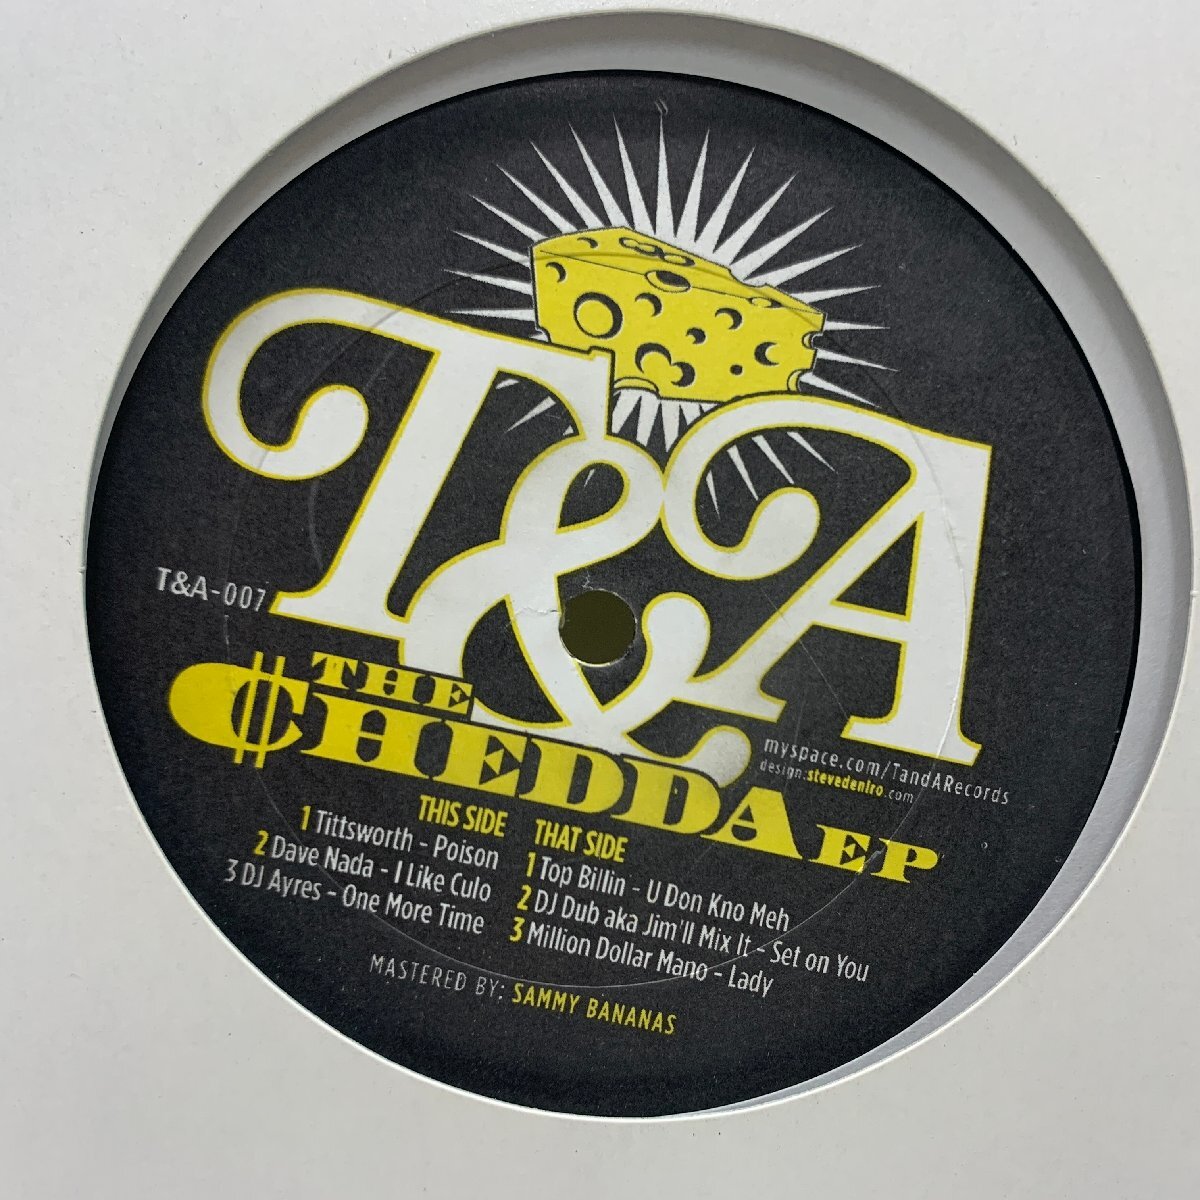 T&A
T&A-007
THE
CHEDDA EP
myspace.com/TandARecords
design:stevedeniro.com
THIS SIDE
1 Tittsworth - Poison
2 Dave Nada - I Like Culo
3 DJ Ayres - One More Time
THAT SIDE
1 Top Billin - U Don Kno Meh
2 DJ Dub aka Jim'll Mix It - Set on You
3 Million Dollar Mano - Lady
MASTERED BY: SAMMY BANANAS